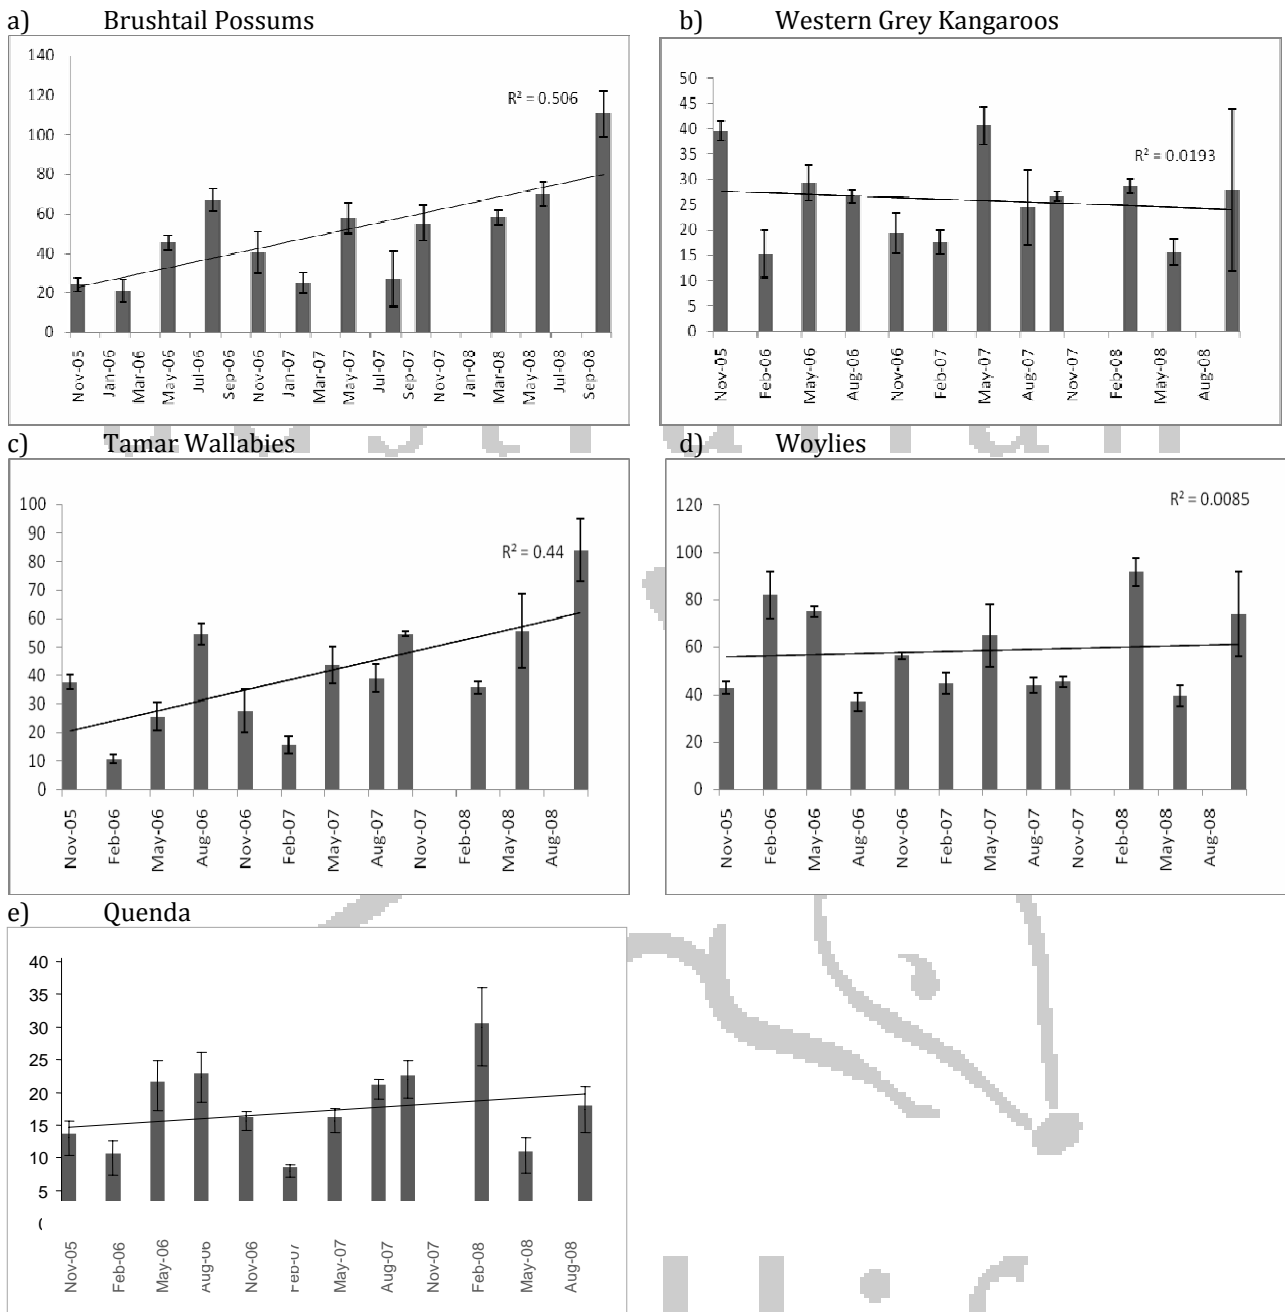 a) Brushtail Possums
140
120
100
80
60
40
20
0
R² = 0.506
Nov-05
Jan-06
Mar-06
May-06
Jul-06
Sep-06
Nov-06
Jan-07
Mar-07
May-07
Jul-07
Sep-07
Nov-07
Jan-08
Mar-08
May-08
Jul-08
Sep-08
b) Western Grey Kangaroos
50
45
40
35
30
25
20
15
10
5
0
R² = 0.0193
Nov-05
Feb-06
May-06
Aug-06
Nov-06
Feb-07
May-07
Aug-07
Nov-07
Feb-08
May-08
Aug-08
c) Tamar Wallabies
100
90
80
70
60
50
40
30
20
10
0
R² = 0.44
Nov-05
Feb-06
May-06
Aug-06
Nov-06
Feb-07
May-07
Aug-07
Nov-07
Feb-08
May-08
Aug-08
d) Woylies
120
100
80
60
40
20
0
R² = 0.0085
Nov-05
Feb-06
May-06
Aug-06
Nov-06
Feb-07
May-07
Aug-07
Nov-07
Feb-08
May-08
Aug-08
e) Quenda
40
35
30
25
20
15
10
5
Nov-05
Feb-06
May-06
Aug-06
Nov-06
Feb-07
May-07
Aug-07
Nov-07
Feb-08
May-08
Aug-08